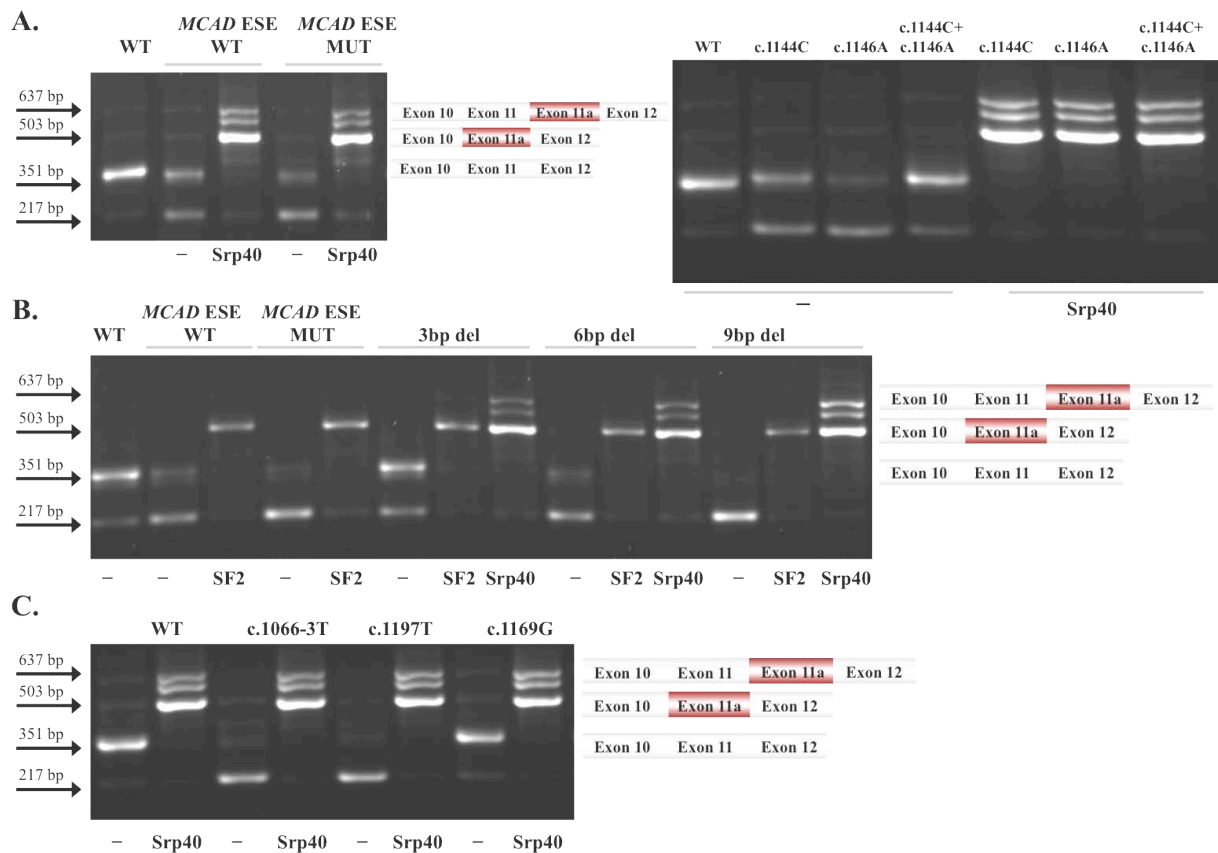 A.
MCAD ESE MCAD ESE
WT WT MUT
637 bp
503 bp
351 bp
217 bp
– Srp40 – Srp40
Exon 10 Exon 11 Exon 11a Exon 12
Exon 10 Exon 11a Exon 12
Exon 10 Exon 11 Exon 12
c.1144C+ c.1144C+
WT c.1144C c.1146A c.1146A c.1144C c.1146A c.1146A
– Srp40
B.
MCAD ESE MCAD ESE
WT WT MUT 3bp del 6bp del 9bp del
637 bp
503 bp
351 bp
217 bp
– – SF2 – SF2 – SF2 Srp40 – SF2 Srp40 – SF2 Srp40
Exon 10 Exon 11 Exon 11a Exon 12
Exon 10 Exon 11a Exon 12
Exon 10 Exon 11 Exon 12
C.
WT c.1066-3T c.1197T c.1169G
637 bp
503 bp
351 bp
217 bp
– Srp40 – Srp40 – Srp40 – Srp40
Exon 10 Exon 11 Exon 11a Exon 12
Exon 10 Exon 11a Exon 12
Exon 10 Exon 11 Exon 12